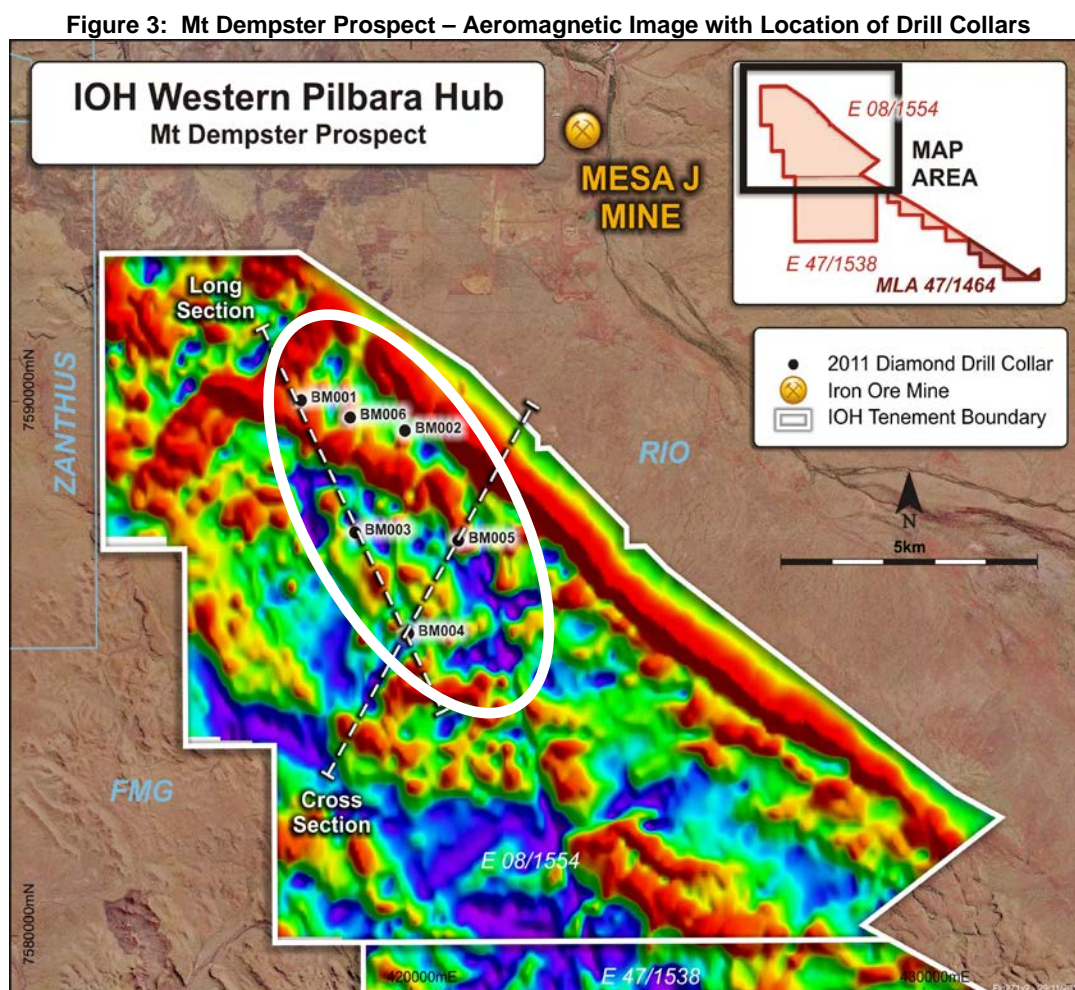 Figure 3: Mt Dempster Prospect – Aeromagnetic Image with Location of Drill Collars
IOH Western Pilbara Hub
Mt Dempster Prospect
MESA J
MINE
E 08/1554
MAP
AREA
E 47/1538
MLA 47/1464
2011 Diamond Drill Collar
Iron Ore Mine
IOH Tenement Boundary
N
5km
Long
Section
ZANTHUS
7590000mN
BM001
BM006
BM002
RIO
BM003
BM005
BM004
FMG
Cross
Section
E 08/1554
7580000mN
420000mE
E 47/1538
430000mE